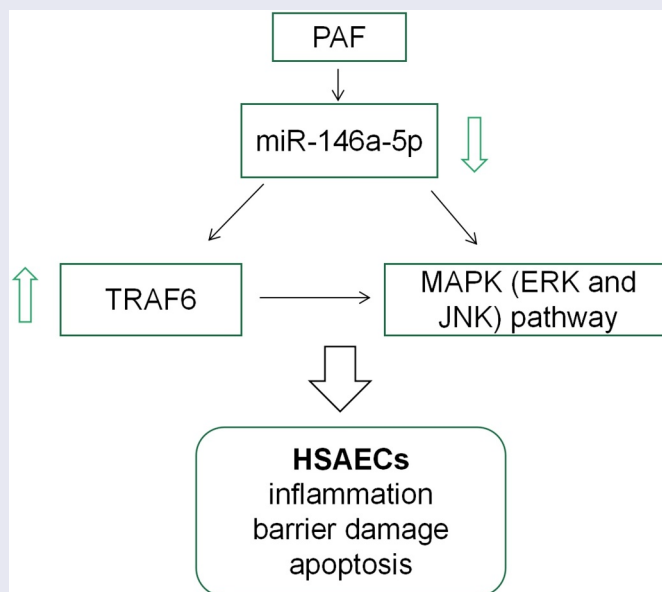 PAF
miR-146a-5p
TRAF6
MAPK (ERK and
JNK) pathway
HSAECs
inflammation
barrier damage
apoptosis